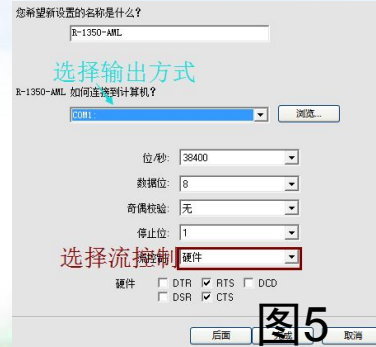 您希望新设置的名称是什么?
R-1350-AML
选择输出方式
R-1350-AML 如何连接到计算机?
COM1:
浏览...
位/秒: 38400
数据位: 8
奇偶校验: 无
停止位: 1
选择流控制 硬件
硬件 DTR RTS DCD
DSR CTS
后面 完成 取消
图5